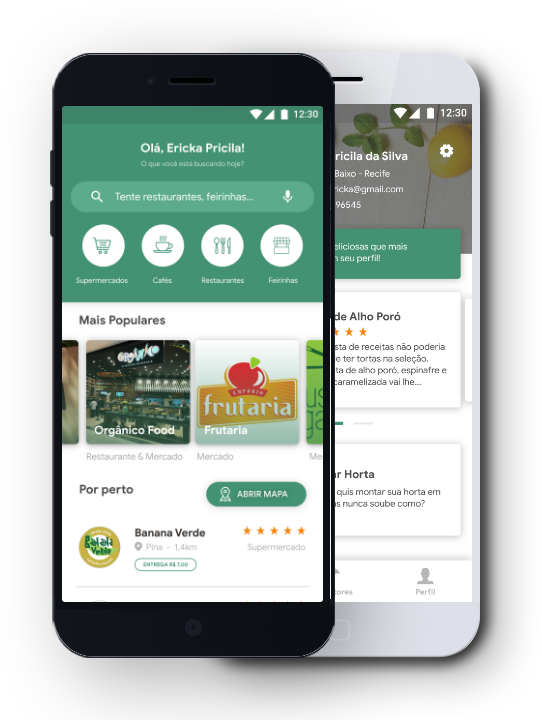 12:30
Olá, Ericka Pricila!
O que você está buscando hoje?
Tente restaurantes, feirinhas...
Supermercados
Cafés
Restaurantes
Feirinhas
Mais Populares
ORGÂNICO
Orgânico Food
EMPÓRIO
frutaria
Frutaria
Restaurante & Mercado
Mercado
Me
Por perto
ABRIR MAPA
Banana Verde
Pina - 1,4km
ENTREGA R$ 7,00
Supermercado
12:30
ricila da Silva
Baixo - Recife
ricka@gmail.com
96545
eliciosas que mais
seu perfil!
de Alho Poró
sta de receitas não poderia
e ter tortas na seleção.
ta de alho poró, espinafre e
caramelizada vai lhe...
ar Horta
quis montar sua horta em
as nunca soube como?
ores
Perfil